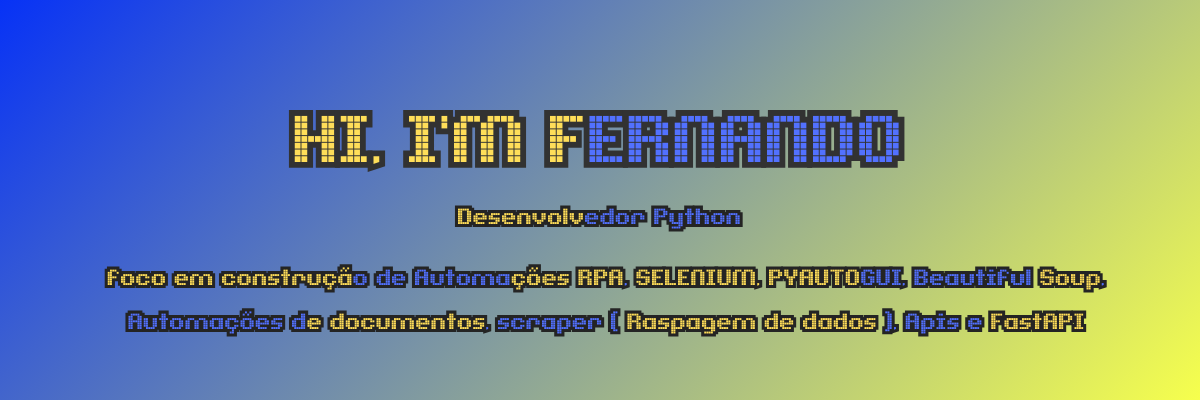 HI, I'M FERNANDO
Desenvolvedor Python
foco em construção de Automações RPA, SELENIUM, PYAUTOGUI, Beautiful Soup,
Automações de documentos, scraper ( Raspagem de dados ), Apis e FastAPI